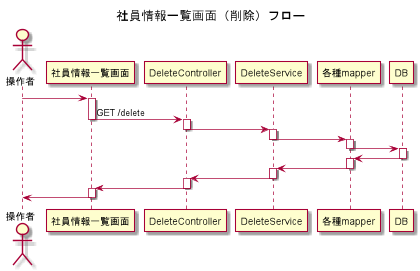 社員情報一覧画面（削除）フロー
操作者
社員情報一覧画面
DeleteController
DeleteService
各種mapper
DB
GET /delete
操作者
社員情報一覧画面
DeleteController
DeleteService
各種mapper
DB